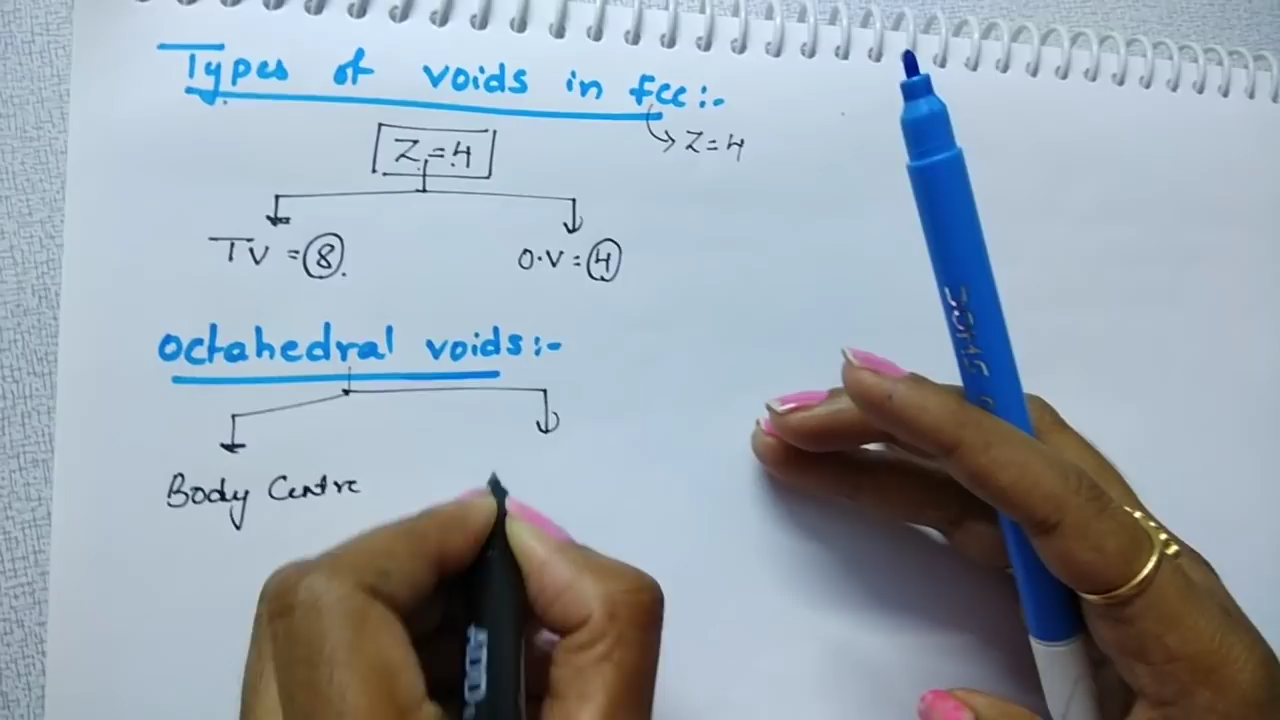 Types of voids in fcc:-
Z=4
Z=4
TV=8.
O.V=4
Octahedral voids:-
Body Centre